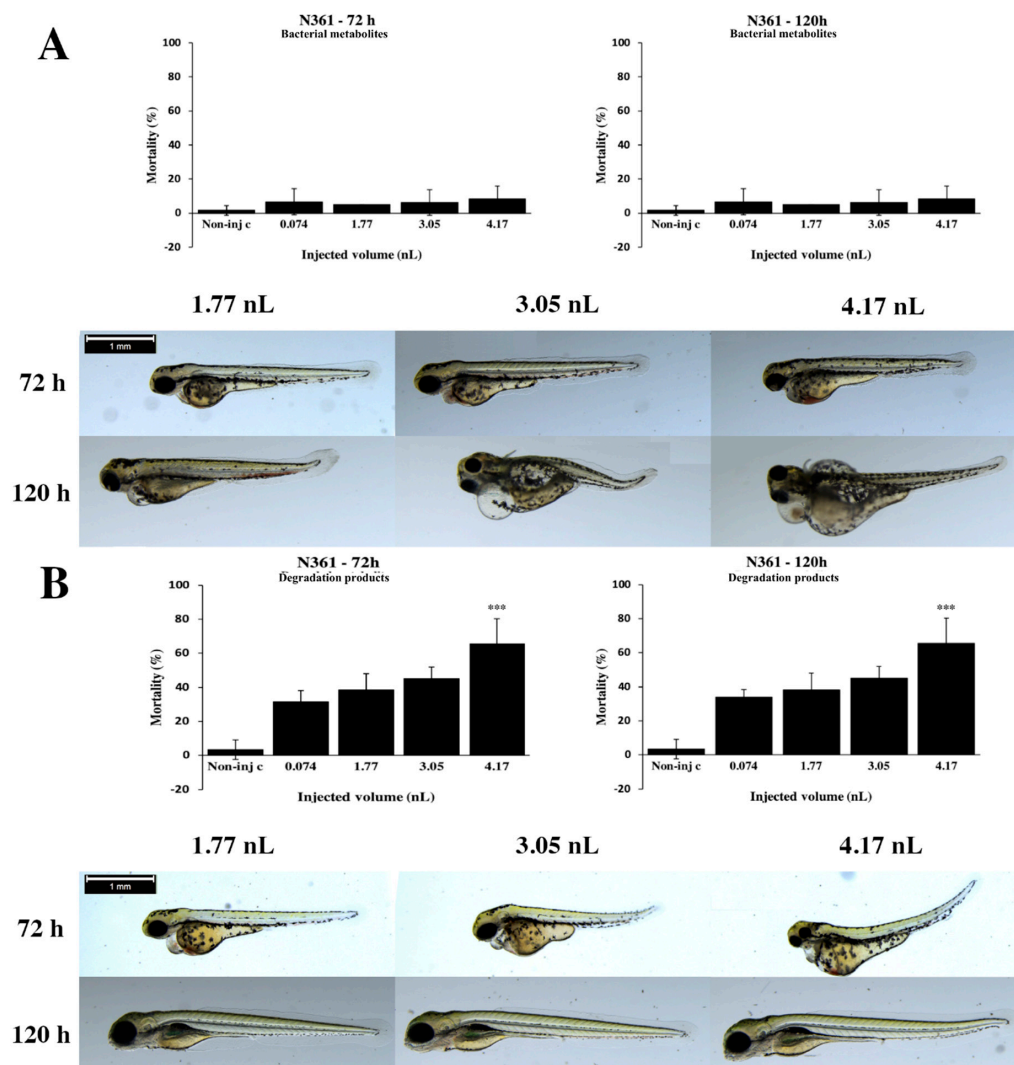 A
N361 - 72 h
Bacterial metabolites
100
80
60
40
20
0
-20
Mortality (%)
Non-inj c 0.074 1.77 3.05 4.17
Injected volume (nL)
N361 - 120h
Bacterial metabolites
100
80
60
40
20
0
-20
Mortality (%)
Non-inj c 0.074 1.77 3.05 4.17
Injected volume (nL)
1.77 nL 3.05 nL 4.17 nL
1 mm
72 h
120 h
B
N361 - 72h
Degradation products
100
80
60
40
20
0
-20
Mortality (%)
***
Non-inj c 0.074 1.77 3.05 4.17
Injected volume (nL)
N361 - 120h
Degradation products
100
80
60
40
20
0
-20
Mortality (%)
***
Non-inj c 0.074 1.77 3.05 4.17
Injected volume (nL)
1.77 nL 3.05 nL 4.17 nL
1 mm
72 h
120 h